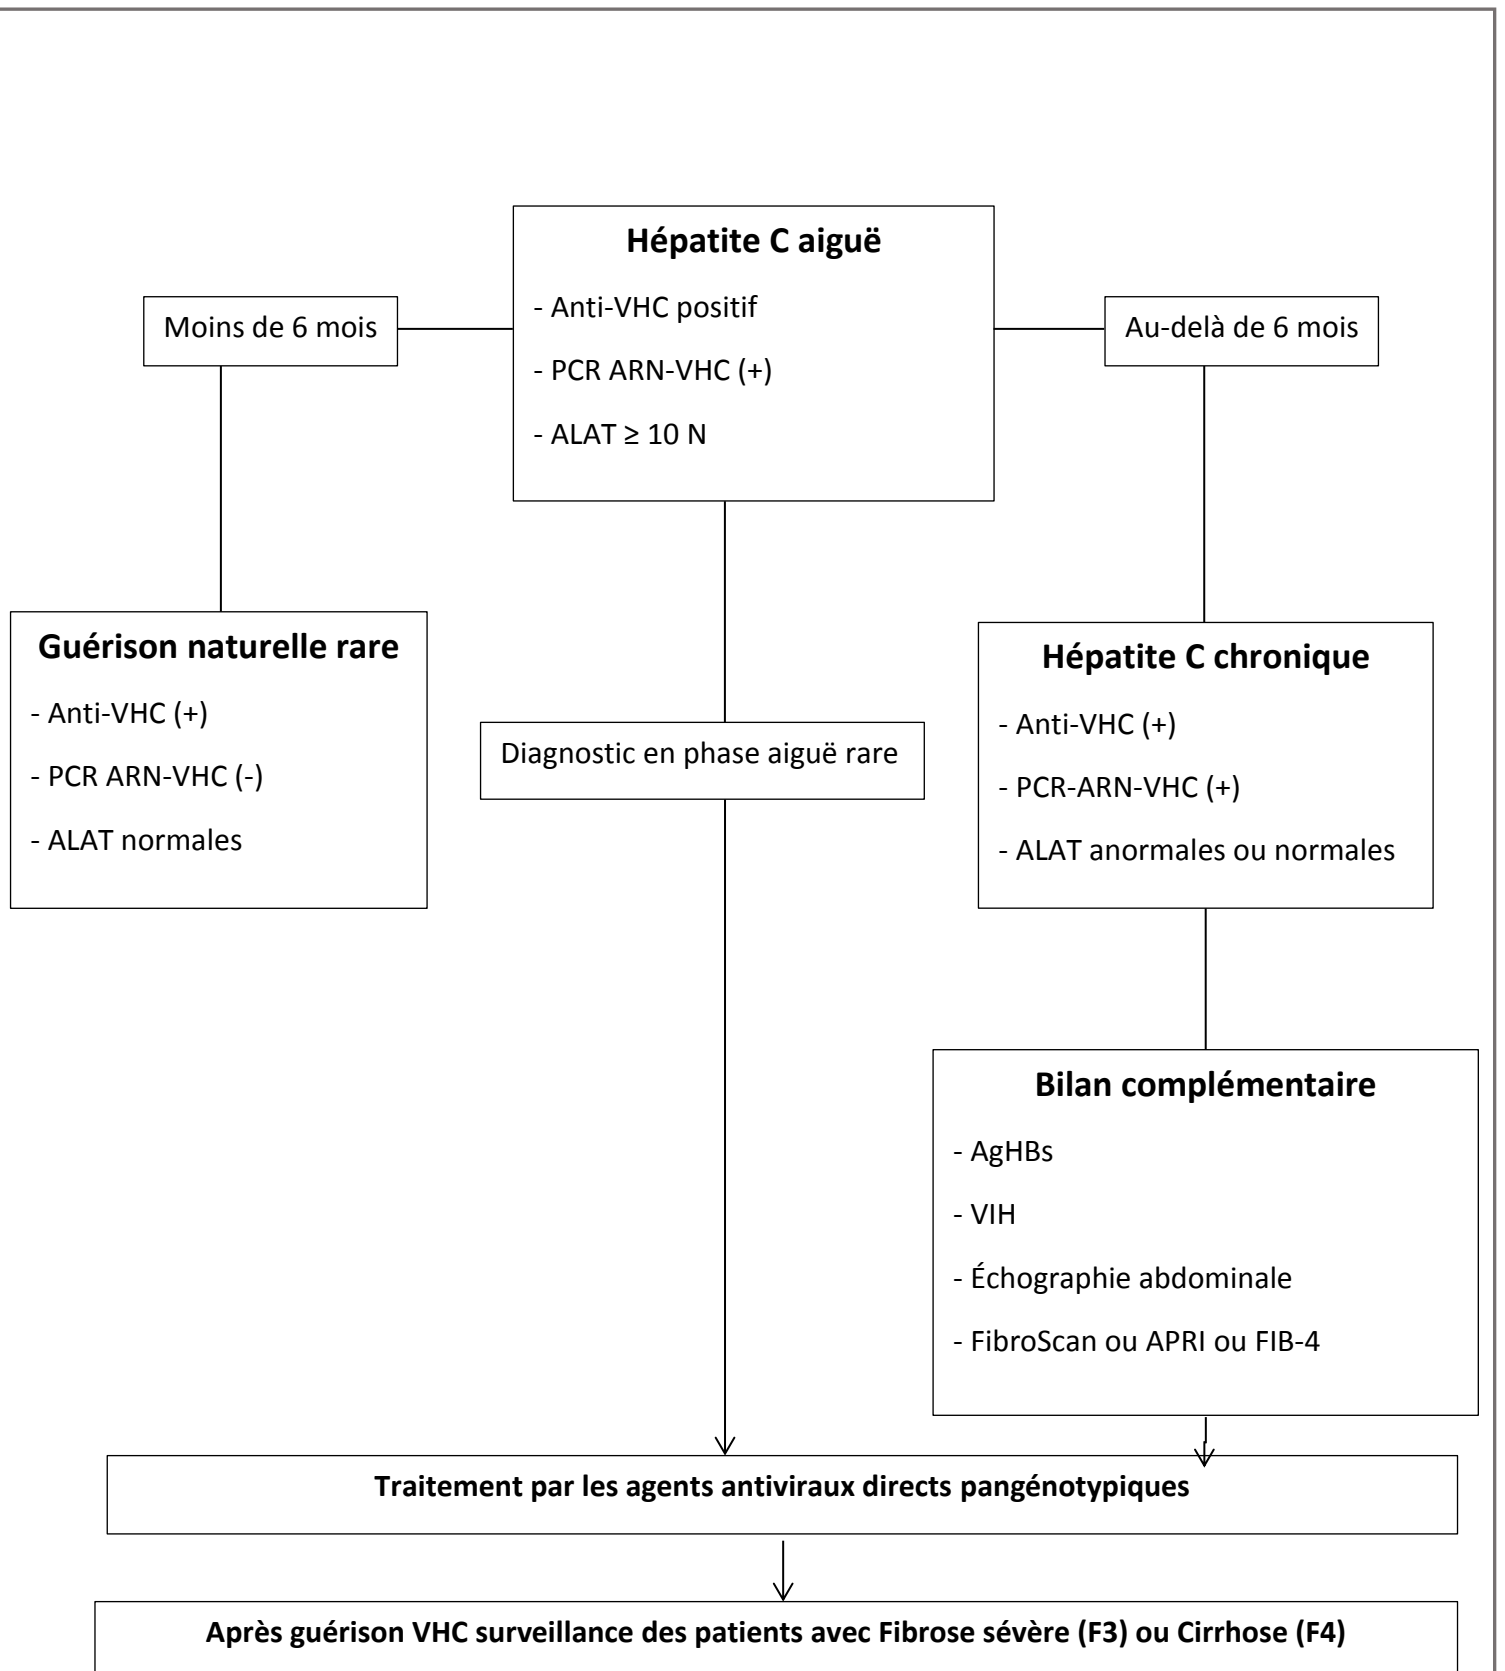 Hépatite C aiguë
- Anti-VHC positif
- PCR ARN-VHC (+)
- ALAT ≥ 10 N
Moins de 6 mois
Au-delà de 6 mois
Guérison naturelle rare
- Anti-VHC (+)
- PCR ARN-VHC (-)
- ALAT normales
Diagnostic en phase aiguë rare
Hépatite C chronique
- Anti-VHC (+)
- PCR-ARN-VHC (+)
- ALAT anormales ou normales
Bilan complémentaire
- AgHBs
- VIH
- Échographie abdominale
- FibroScan ou APRI ou FIB-4
Traitement par les agents antiviraux directs pangénotypiques
Après guérison VHC surveillance des patients avec Fibrose sévère (F3) ou Cirrhose (F4)